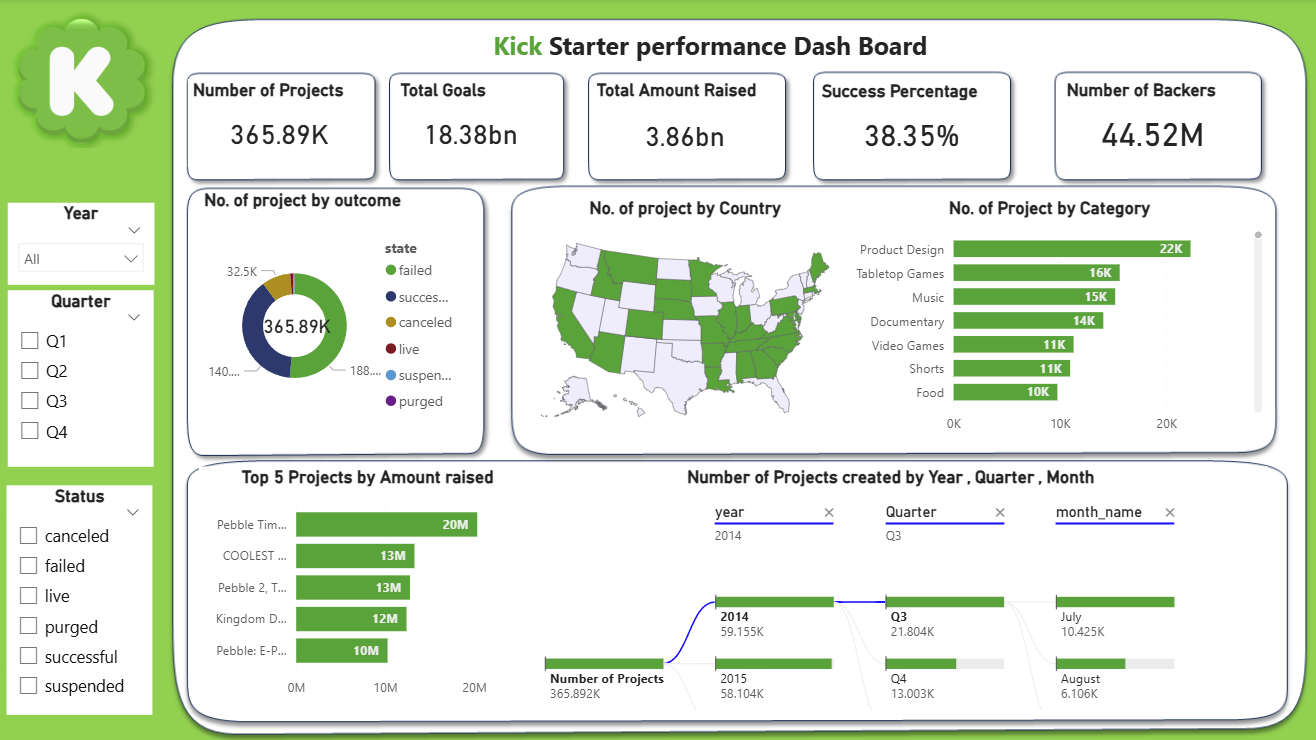 K
Kick Starter performance Dash Board
Number of Projects
365.89K
Total Goals
18.38bn
Total Amount Raised
3.86bn
Success Percentage
38.35%
Number of Backers
44.52M
Year
All
Quarter
Q1
Q2
Q3
Q4
Status
canceled
failed
live
purged
successful
suspended
No. of project by outcome
32.5K
365.89K
140....
188....
state
failed
succes...
canceled
live
suspen...
purged
No. of project by Country
No. of Project by Category
Product Design 22K
Tabletop Games 16K
Music 15K
Documentary 14K
Video Games 11K
Shorts 11K
Food 10K
0K 10K 20K
Top 5 Projects by Amount raised
Pebble Tim... 20M
COOLEST ... 13M
Pebble 2, T... 13M
Kingdom D... 12M
Pebble: E-P... 10M
0M 10M 20M
Number of Projects created by Year , Quarter , Month
year Quarter month_name
2014 Q3
Number of Projects
365.892K
2014
59.155K
2015
58.104K
Q3
21.804K
Q4
13.003K
July
10.425K
August
6.106K